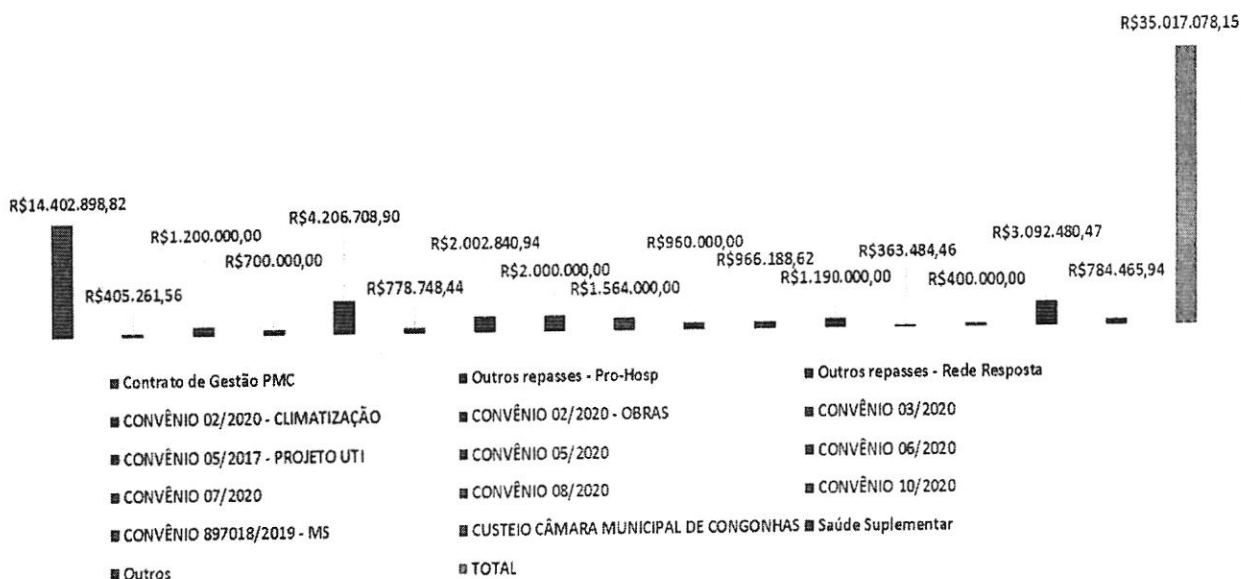 R$35.017.078,15
R$14.402.898,82
R$405.261,56
R$1.200.000,00
R$700.000,00
R$4.206.708,90
R$778.748,44
R$2.002.840,94
R$2.000.000,00
R$1.564.000,00
R$960.000,00
R$966.188,62
R$1.190.000,00
R$363.484,46
R$400.000,00
R$3.092.480,47
R$784.465,94
Contrato de Gestão PMC
Outros repasses - Pro-Hosp
Outros repasses - Rede Resposta
CONVÊNIO 02/2020 - CLIMATIZAÇÃO
CONVÊNIO 02/2020 - OBRAS
CONVÊNIO 03/2020
CONVÊNIO 05/2017 - PROJETO UTI
CONVÊNIO 05/2020
CONVÊNIO 06/2020
CONVÊNIO 07/2020
CONVÊNIO 08/2020
CONVÊNIO 10/2020
CONVÊNIO 897018/2019 - MS
CUSTEIO CÂMARA MUNICIPAL DE CONGONHAS
Saúde Suplementar
Outros
TOTAL